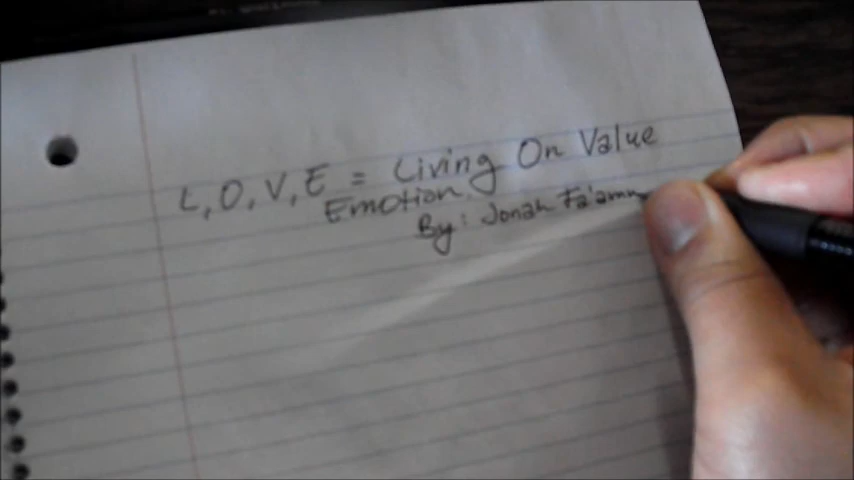 L, O, V, E = Living On Value
Emotion.
By: Jonah